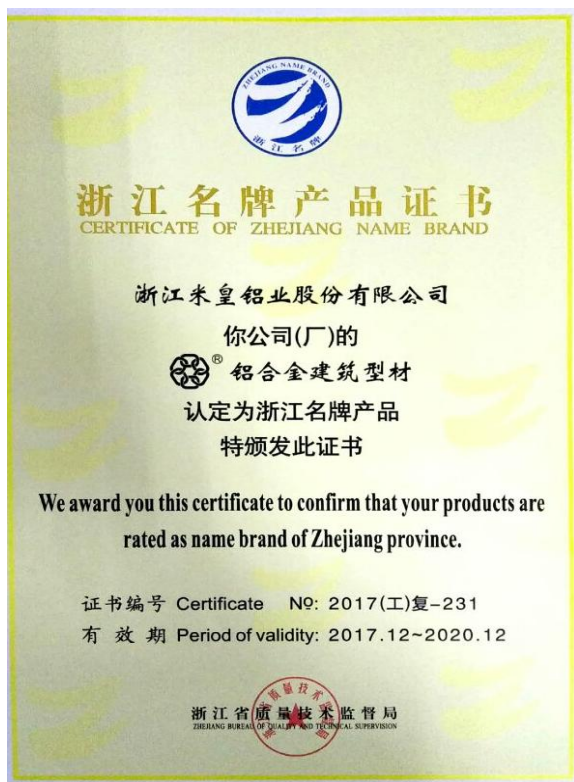 ZHEJIANG NAME BRAND
浙江名牌
浙江名牌产品证书
CERTIFICATE OF ZHEJIANG NAME BRAND
浙江米皇铝业股份有限公司
你公司(厂)的
® 铝合金建筑型材
认定为浙江名牌产品
特颁发此证书
We award you this certificate to confirm that your products are
rated as name brand of Zhejiang province.
证书编号 Certificate №: 2017(工)复-231
有 效 期 Period of validity: 2017.12~2020.12
浙江省质量技术监督局
ZHEJIANG BUREAU OF QUALITY AND TECHNICAL SUPERVISION